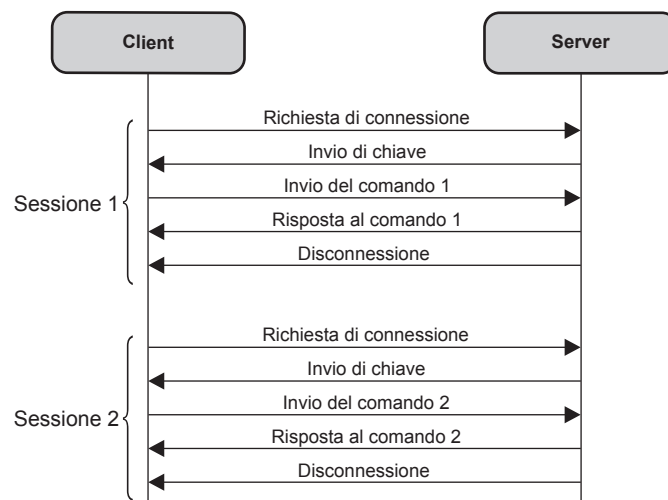 Client
Server
Richiesta di connessione
Invio di chiave
Invio del comando 1
Sessione 1
Risposta al comando 1
Disconnessione
Richiesta di connessione
Invio di chiave
Invio del comando 2
Sessione 2
Risposta al comando 2
Disconnessione